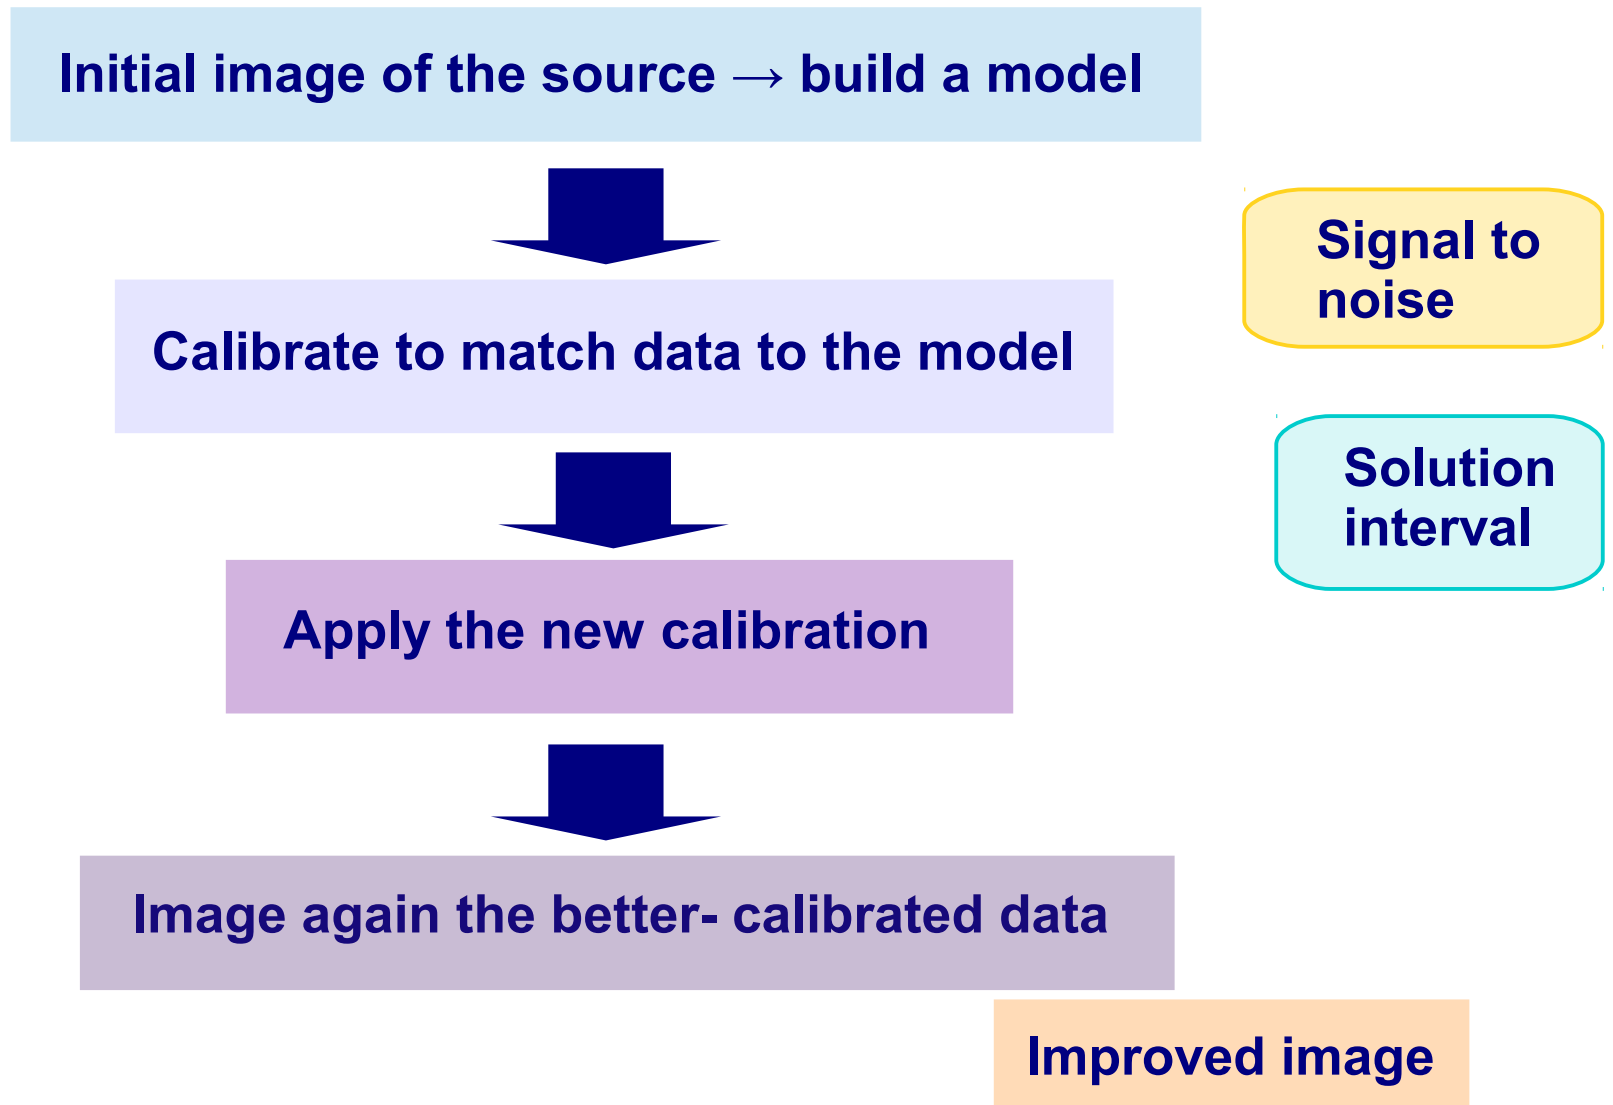 Initial image of the source → build a model
Signal to
noise
Calibrate to match data to the model
Solution
interval
Apply the new calibration
Image again the better- calibrated data
Improved image